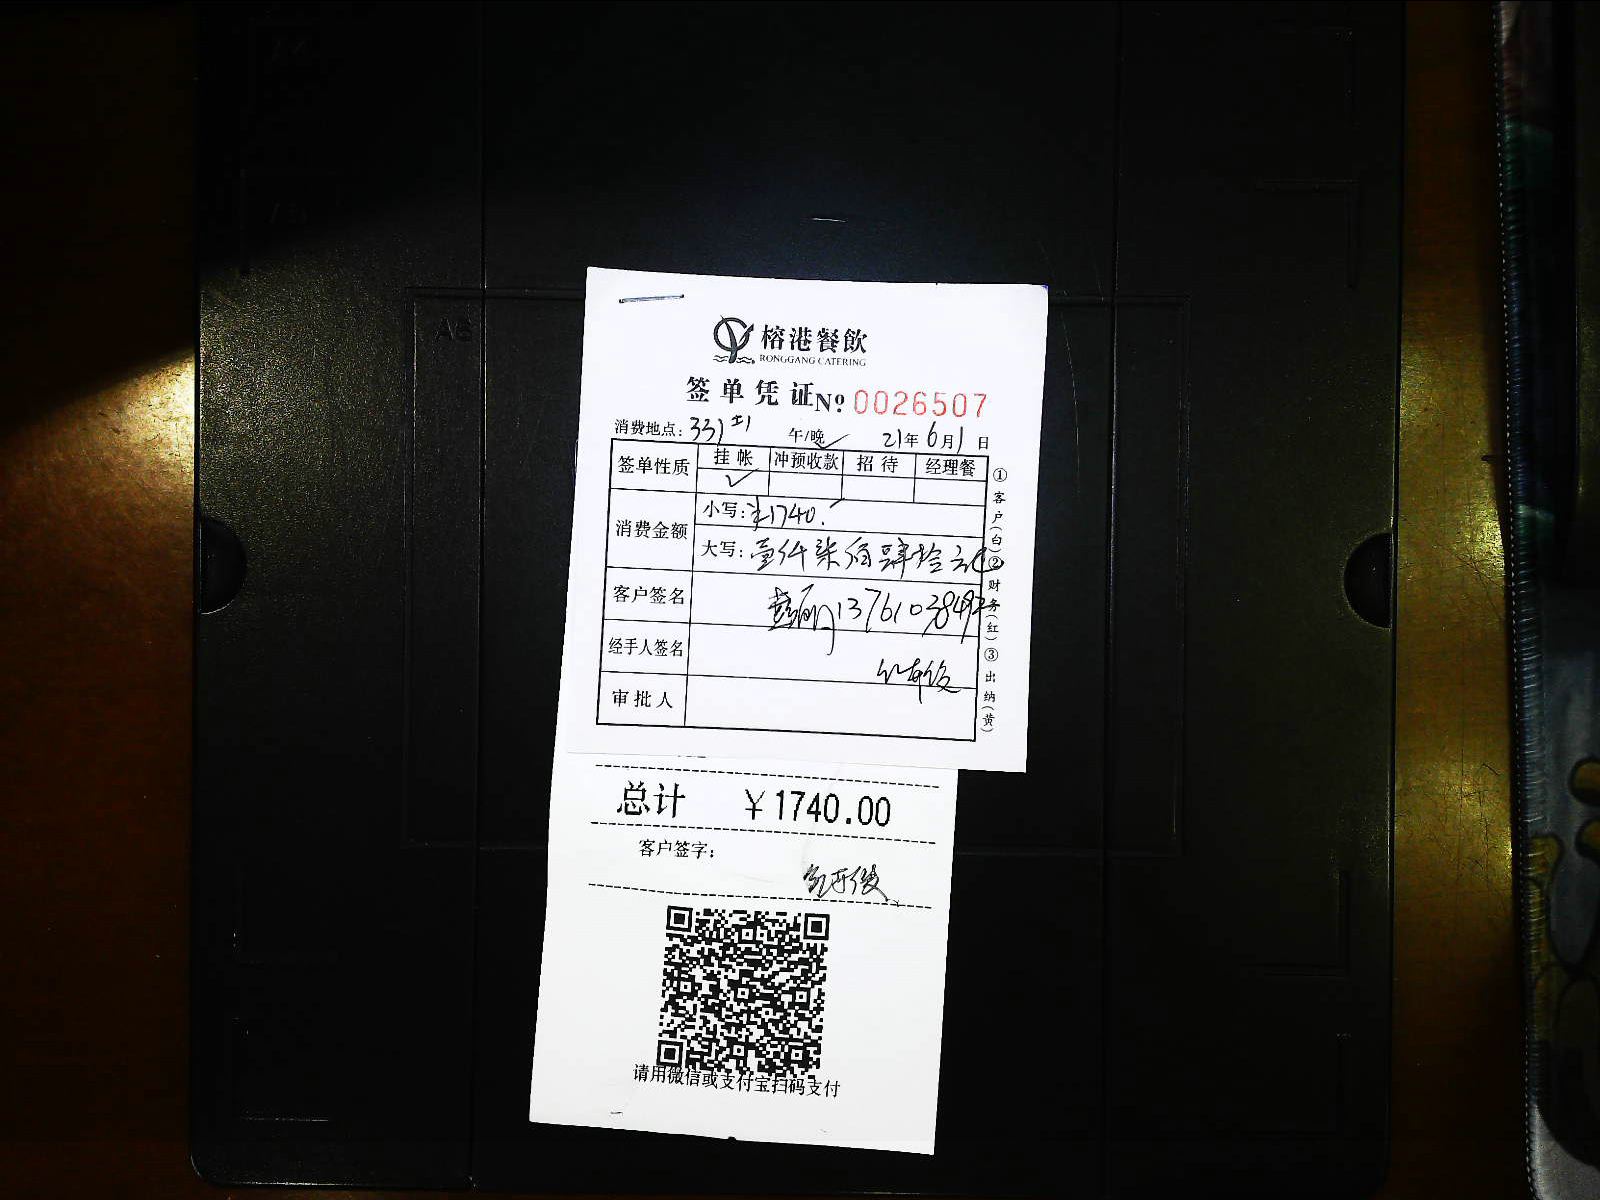 榕港餐飲
RONGGANG CATERING
签单凭证 Nº 0026507
消费地点: 331 午/晚 21年6月1日
签单性质 挂帐 冲预收款 招待 经理餐
✓
消费金额 小写: ¥1740.-
大写: 壹仟柒佰肆拾元
客户签名 1376103849
经手人签名
审批人
①客户(白)②财务(红)③出纳(黄)
总计 ¥1740.00
客户签字:
请用微信或支付宝扫码支付